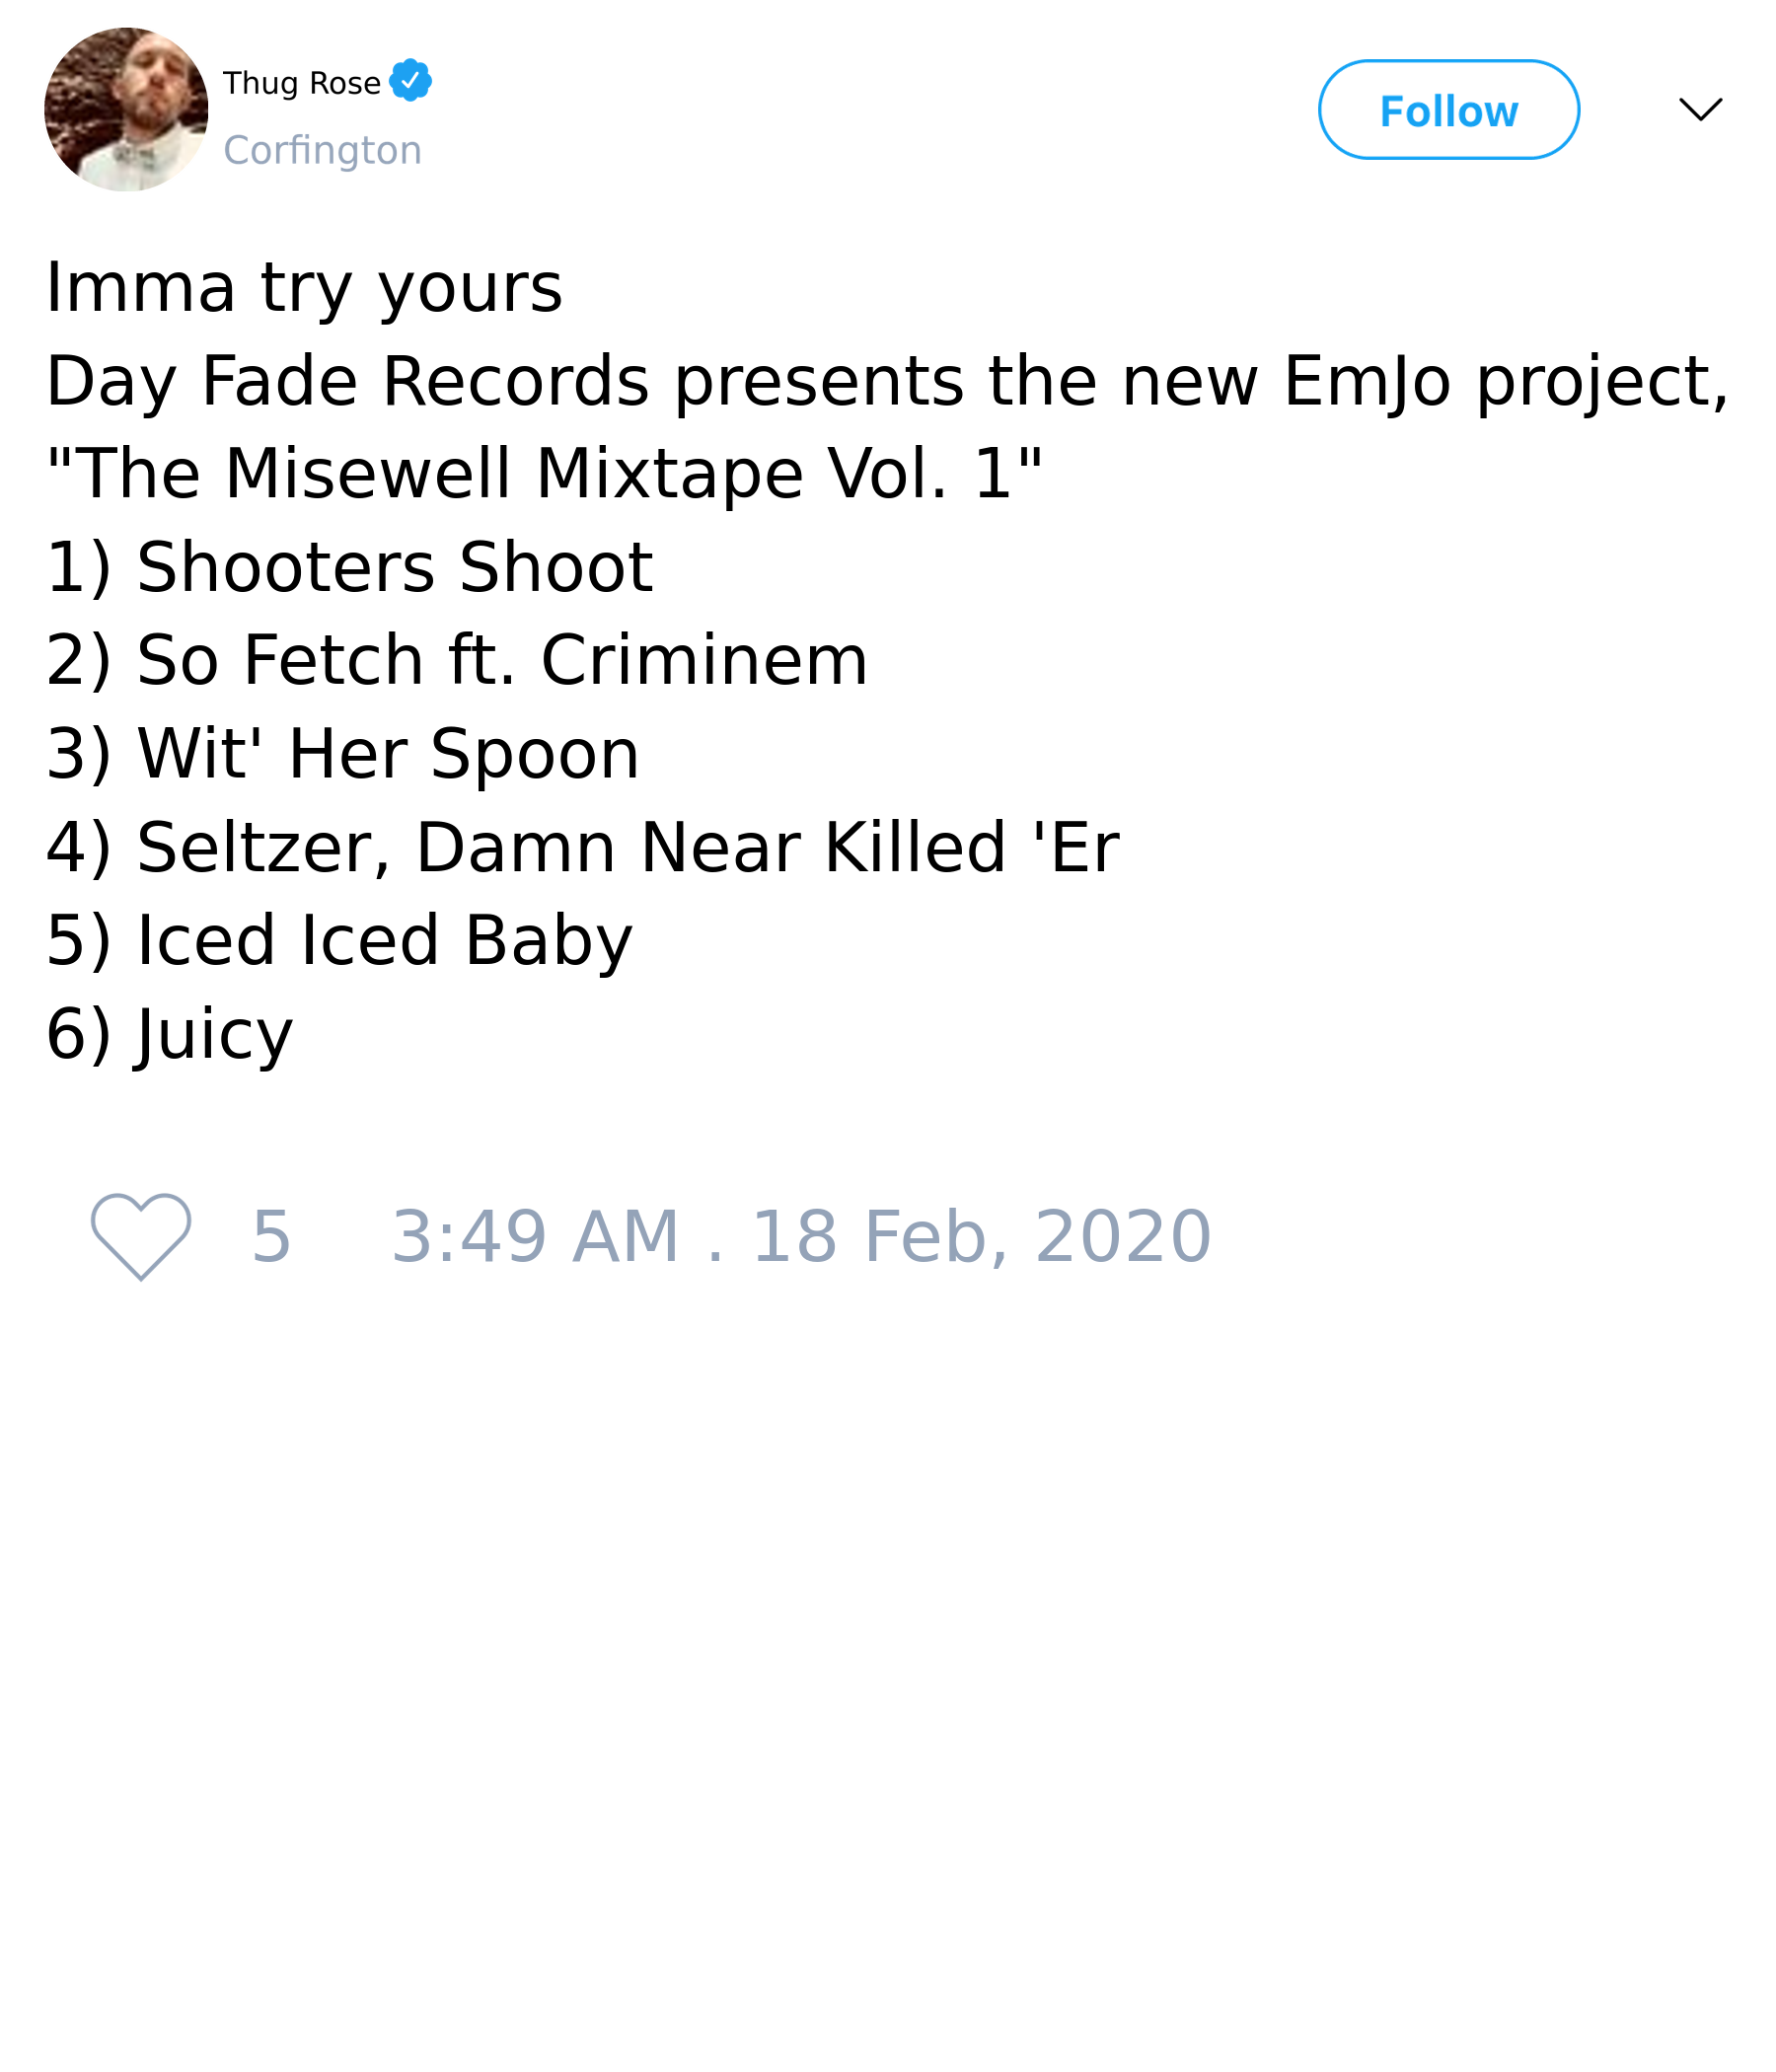 Thug Rose
Corfington
Follow
Imma try yours
Day Fade Records presents the new EmJo project,
"The Misewell Mixtape Vol. 1"
1) Shooters Shoot
2) So Fetch ft. Criminem
3) Wit' Her Spoon
4) Seltzer, Damn Near Killed 'Er
5) Iced Iced Baby
6) Juicy
5 3:49 AM . 18 Feb, 2020